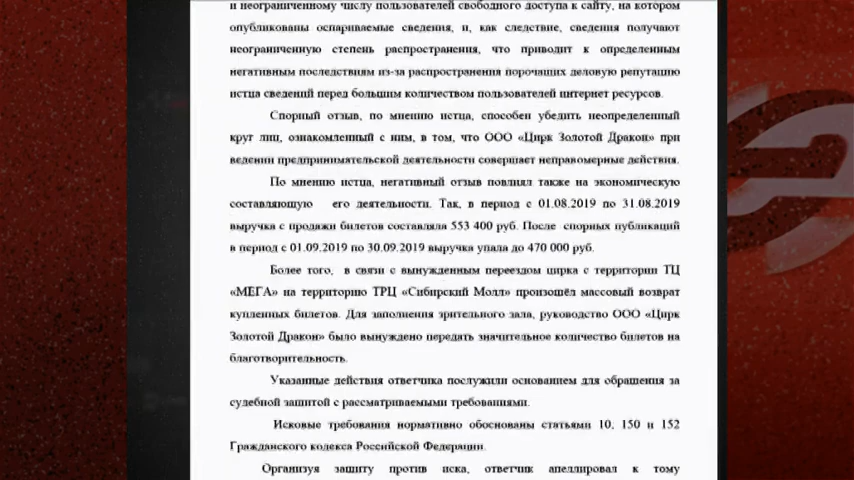 и неограниченному числу пользователей свободного доступа к сайту, на котором
опубликованы оспариваемые сведения, и, как следствие, сведения получают
неограниченную степень распространения, что приводит к определенным
негативным последствиям из-за распространения порочащих деловую репутацию
истца сведений перед большим количеством пользователей интернет ресурсов.
Спорный отзыв, по мнению истца, способен убедить неопределенный
круг лиц, ознакомленный с ним, в том, что ООО «Цирк Золотой Дракон» при
ведении предпринимательской деятельности совершает неправомерные действия.
По мнению истца, негативный отзыв повлиял также на экономическую
составляющую его деятельности. Так, в период с 01.08.2019 по 31.08.2019
выручка с продажи билетов составляла 553 400 руб. После спорных публикаций
в период с 01.09.2019 по 30.09.2019 выручка упала до 470 000 руб.
Более того, в связи с вынужденным переездом цирка с территории ТЦ
«МЕГА» на территорию ТРЦ «Сибирский Молл» произошёл массовый возврат
купленных билетов. Для заполнения зрительного зала, руководство ООО «Цирк
Золотой Дракон» было вынуждено передать значительное количество билетов на
благотворительность.
Указанные действия ответчика послужили основанием для обращения за
судебной защитой с рассматриваемыми требованиями.
Исковые требования нормативно обоснованы статьями 10, 150 и 152
Гражданского кодекса Российской Федерации.
Организуя защиту против иска, ответчик апеллировал к тому